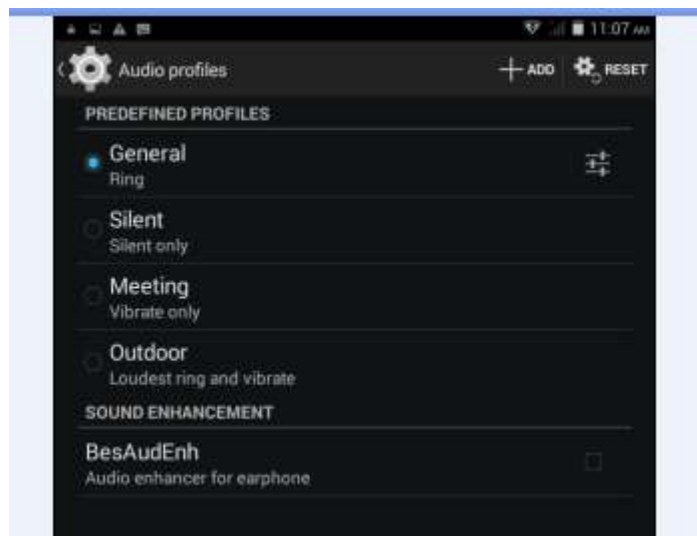 11:07 AM
Audio profiles
ADD
RESET
PREDEFINED PROFILES
General
Ring
Silent
Silent only
Meeting
Vibrate only
Outdoor
Loudest ring and vibrate
SOUND ENHANCEMENT
BesAudEnh
Audio enhancer for earphone